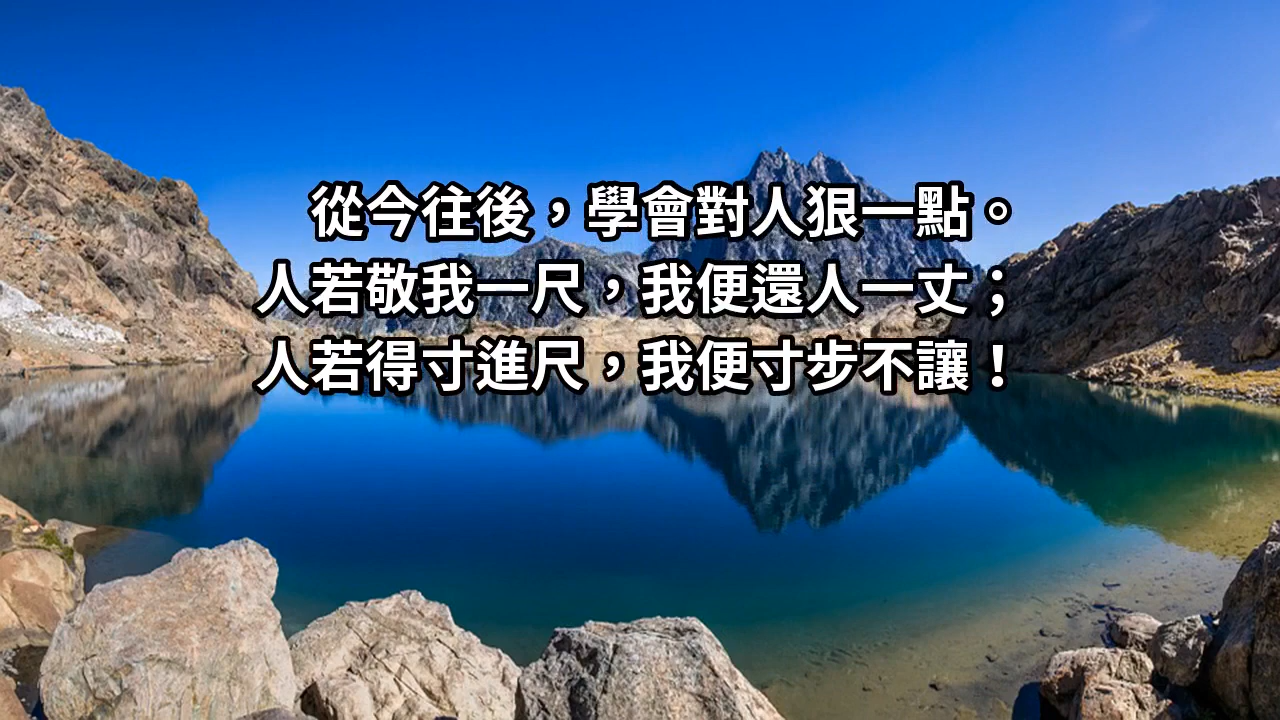 從今往後，學會對人狠一點。
人若敬我一尺，我便還人一丈；
人若得寸進尺，我便寸步不讓！